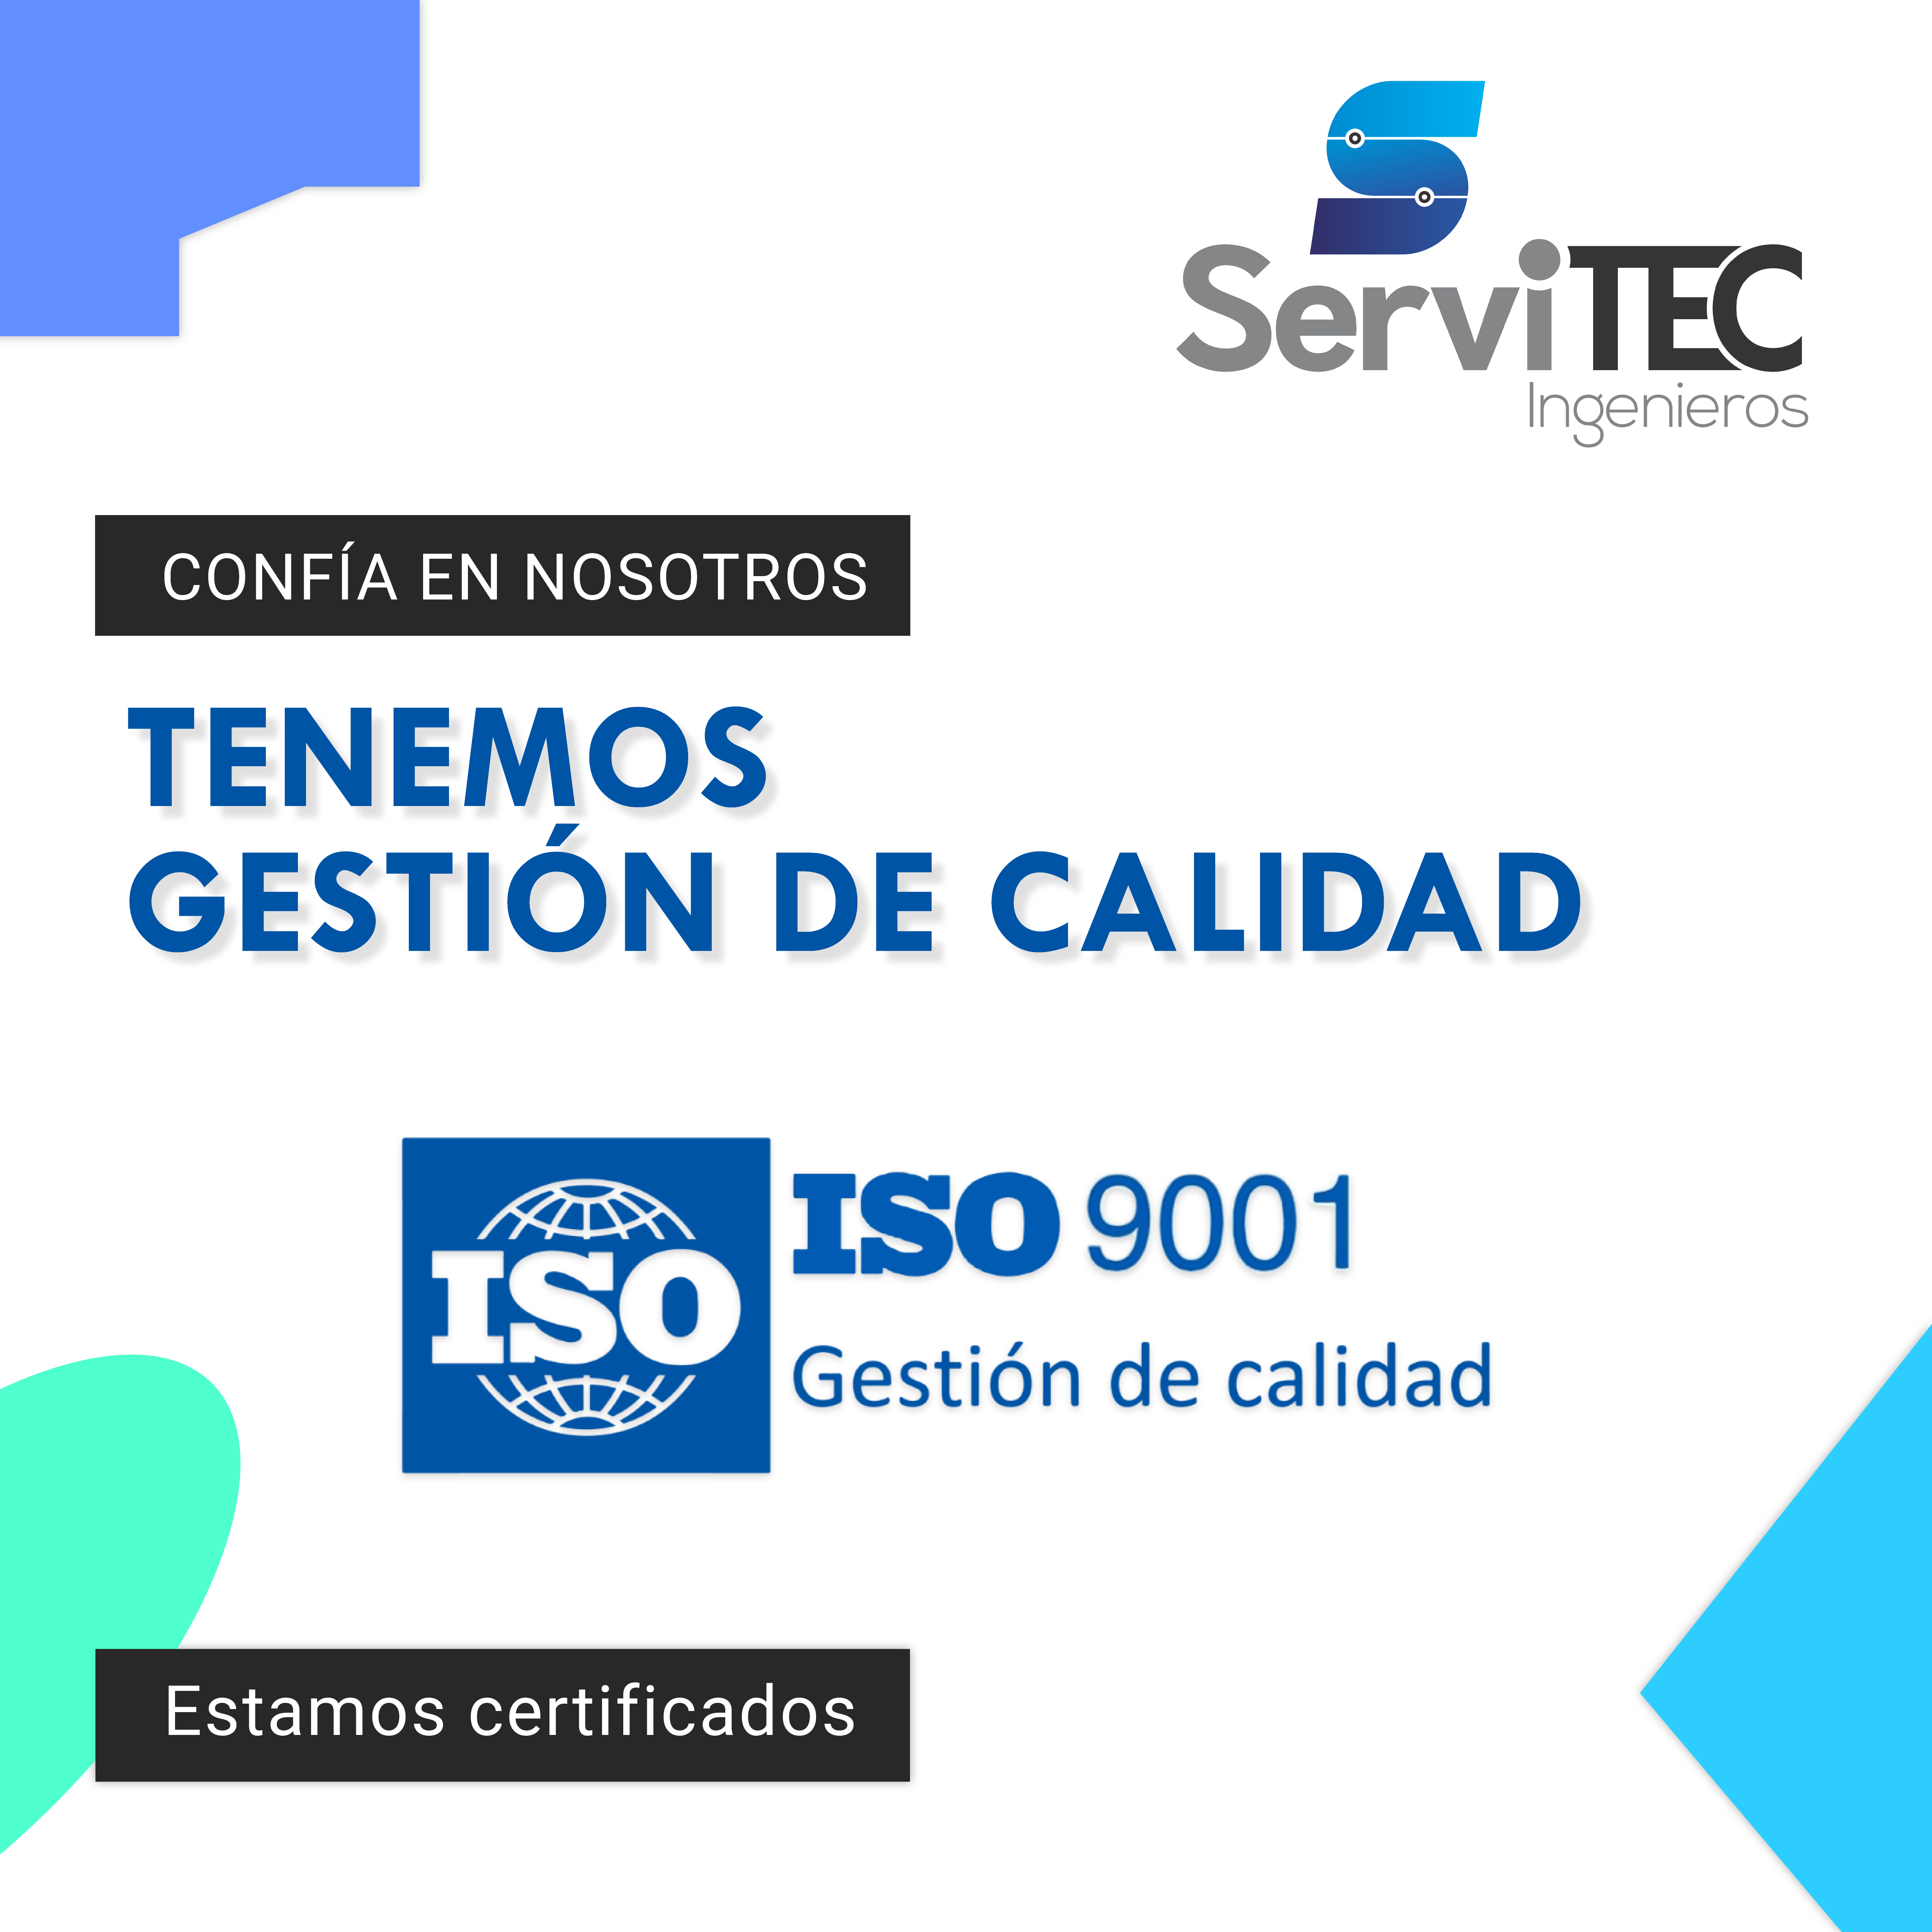 ServiTEC
Ingenieros
CONFÍA EN NOSOTROS
TENEMOS
GESTIÓN DE CALIDAD
ISO
ISO 9001
Gestión de calidad
Estamos certificados